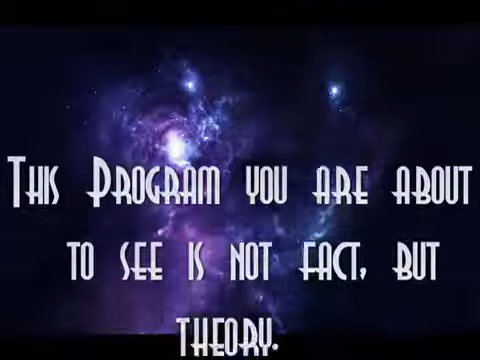 This Program you are about
to see is not fact, but
theory.